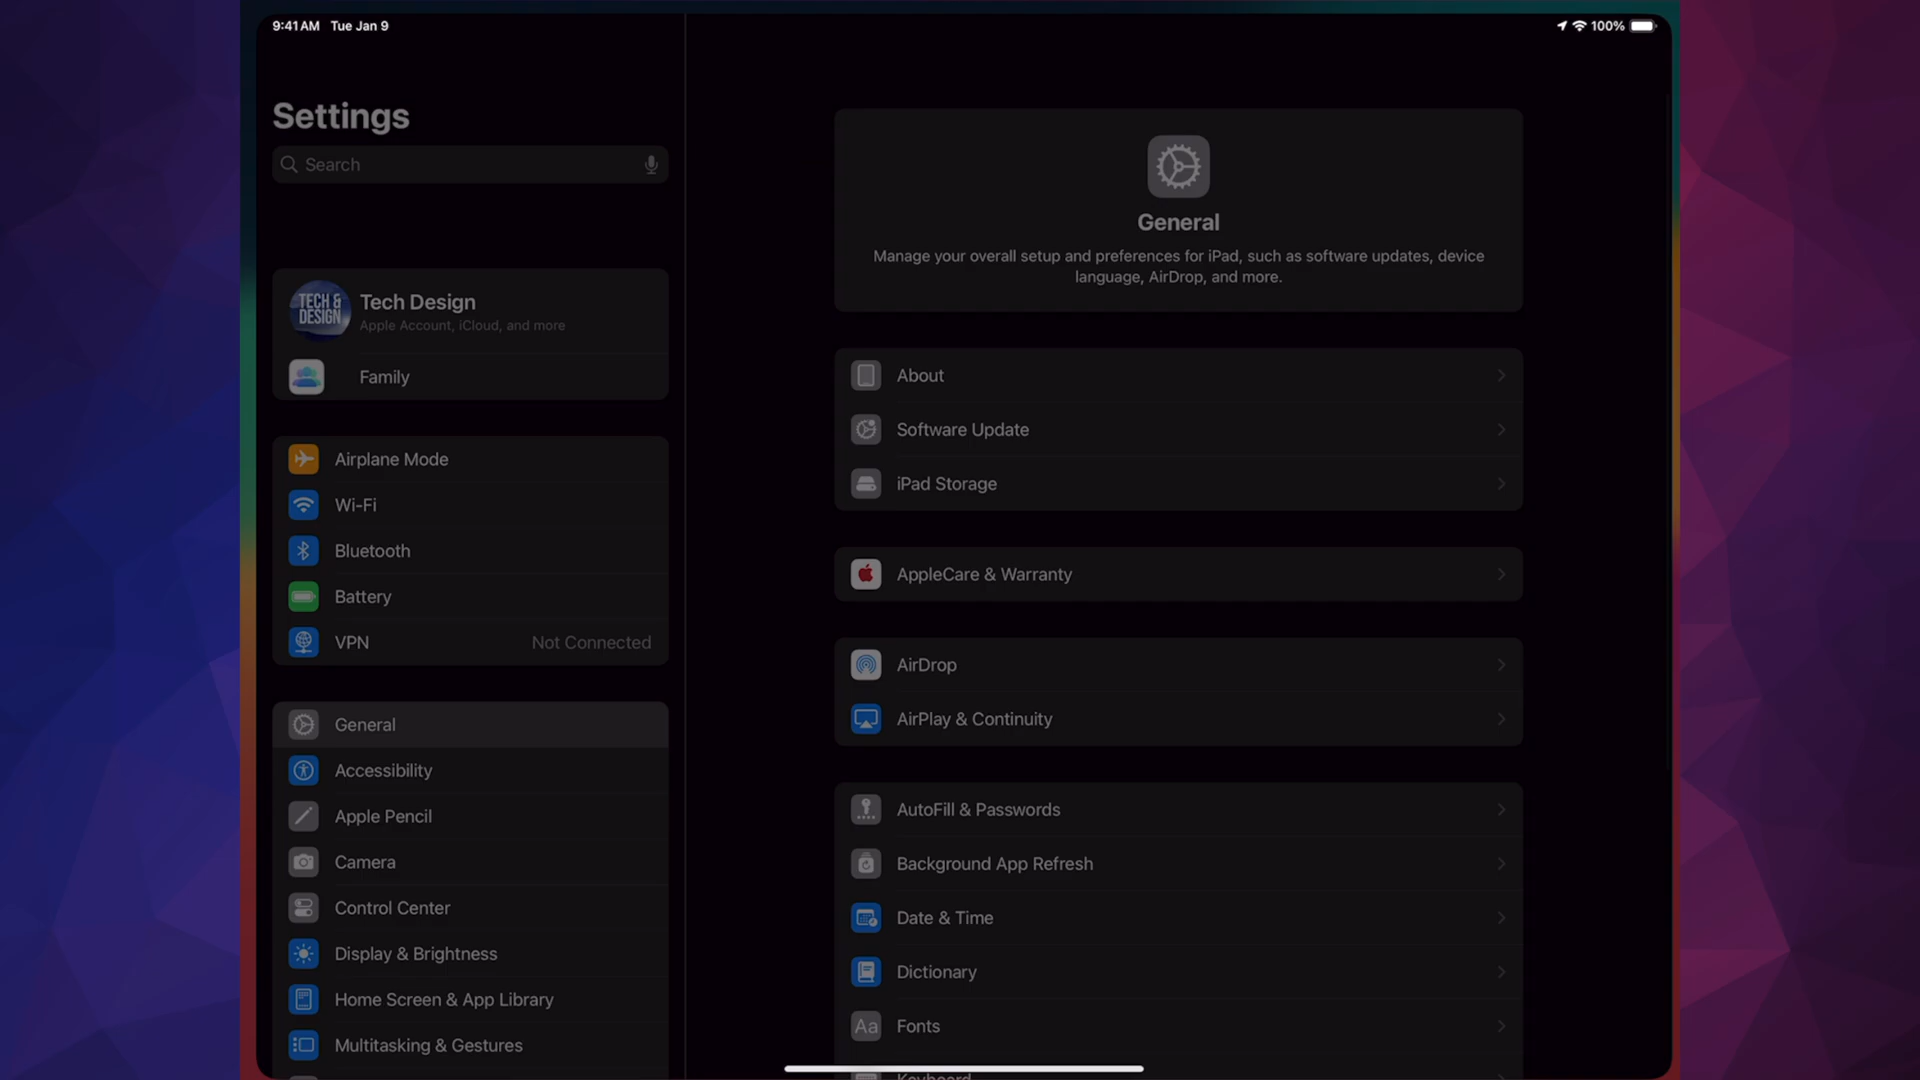 9:41 AM Tue Jan 9
100%
Settings
Search
TECH &
DESIGN
Tech Design
Apple Account, iCloud, and more
Family
Airplane Mode
Wi-Fi
Bluetooth
Battery
VPN Not Connected
General
Accessibility
Apple Pencil
Camera
Control Center
Display & Brightness
Home Screen & App Library
Multitasking & Gestures
General
Manage your overall setup and preferences for iPad, such as software updates, device
language, AirDrop, and more.
About
Software Update
iPad Storage
AppleCare & Warranty
AirDrop
AirPlay & Continuity
AutoFill & Passwords
Background App Refresh
Date & Time
Dictionary
Aa Fonts
Keyboard